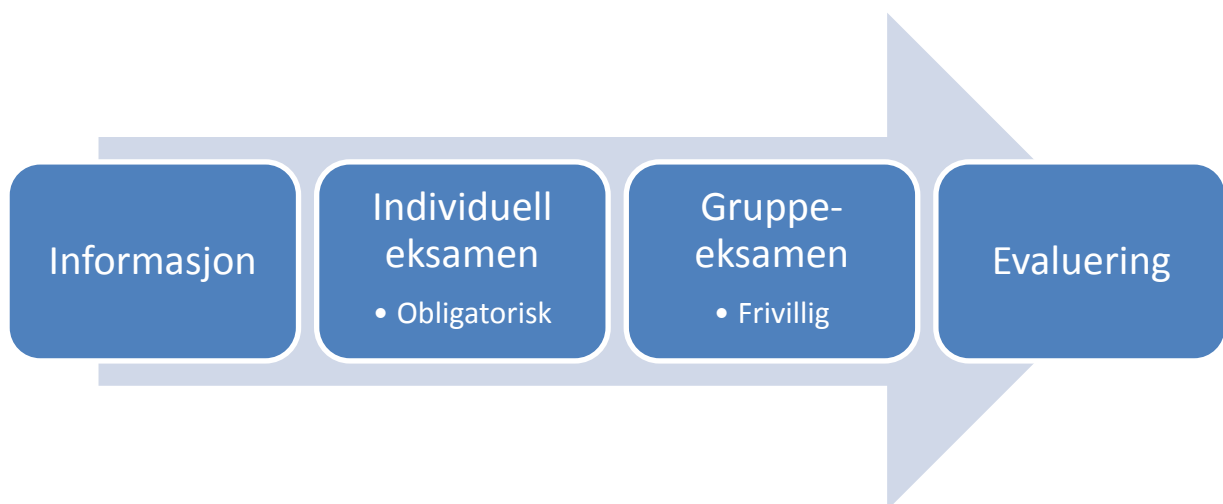 Informasjon
Individuell
eksamen
• Obligatorisk
Gruppe-
eksamen
• Frivillig
Evaluering